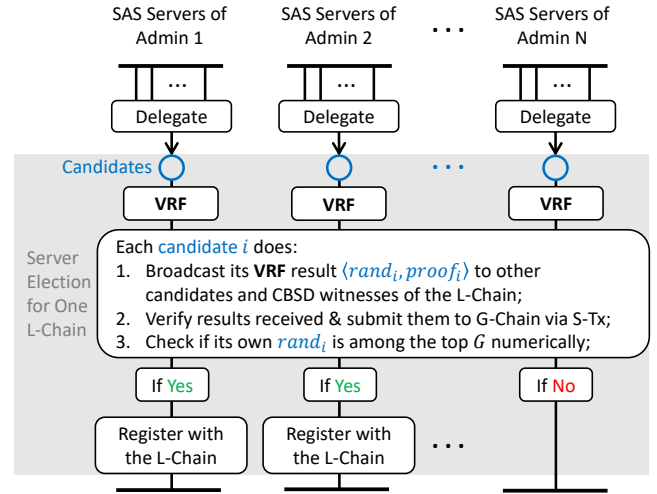 SAS Servers of Admin 1
SAS Servers of Admin 2
...
SAS Servers of Admin N
...
...
...
Delegate
Delegate
Delegate
Candidates
...
VRF
VRF
VRF
Server Election for One L-Chain
Each candidate i does:
1. Broadcast its VRF result ⟨rand_i, proof_i⟩ to other
candidates and CBSD witnesses of the L-Chain;
2. Verify results received & submit them to G-Chain via S-Tx;
3. Check if its own rand_i is among the top G numerically;
If Yes
If Yes
If No
Register with the L-Chain
Register with the L-Chain
...